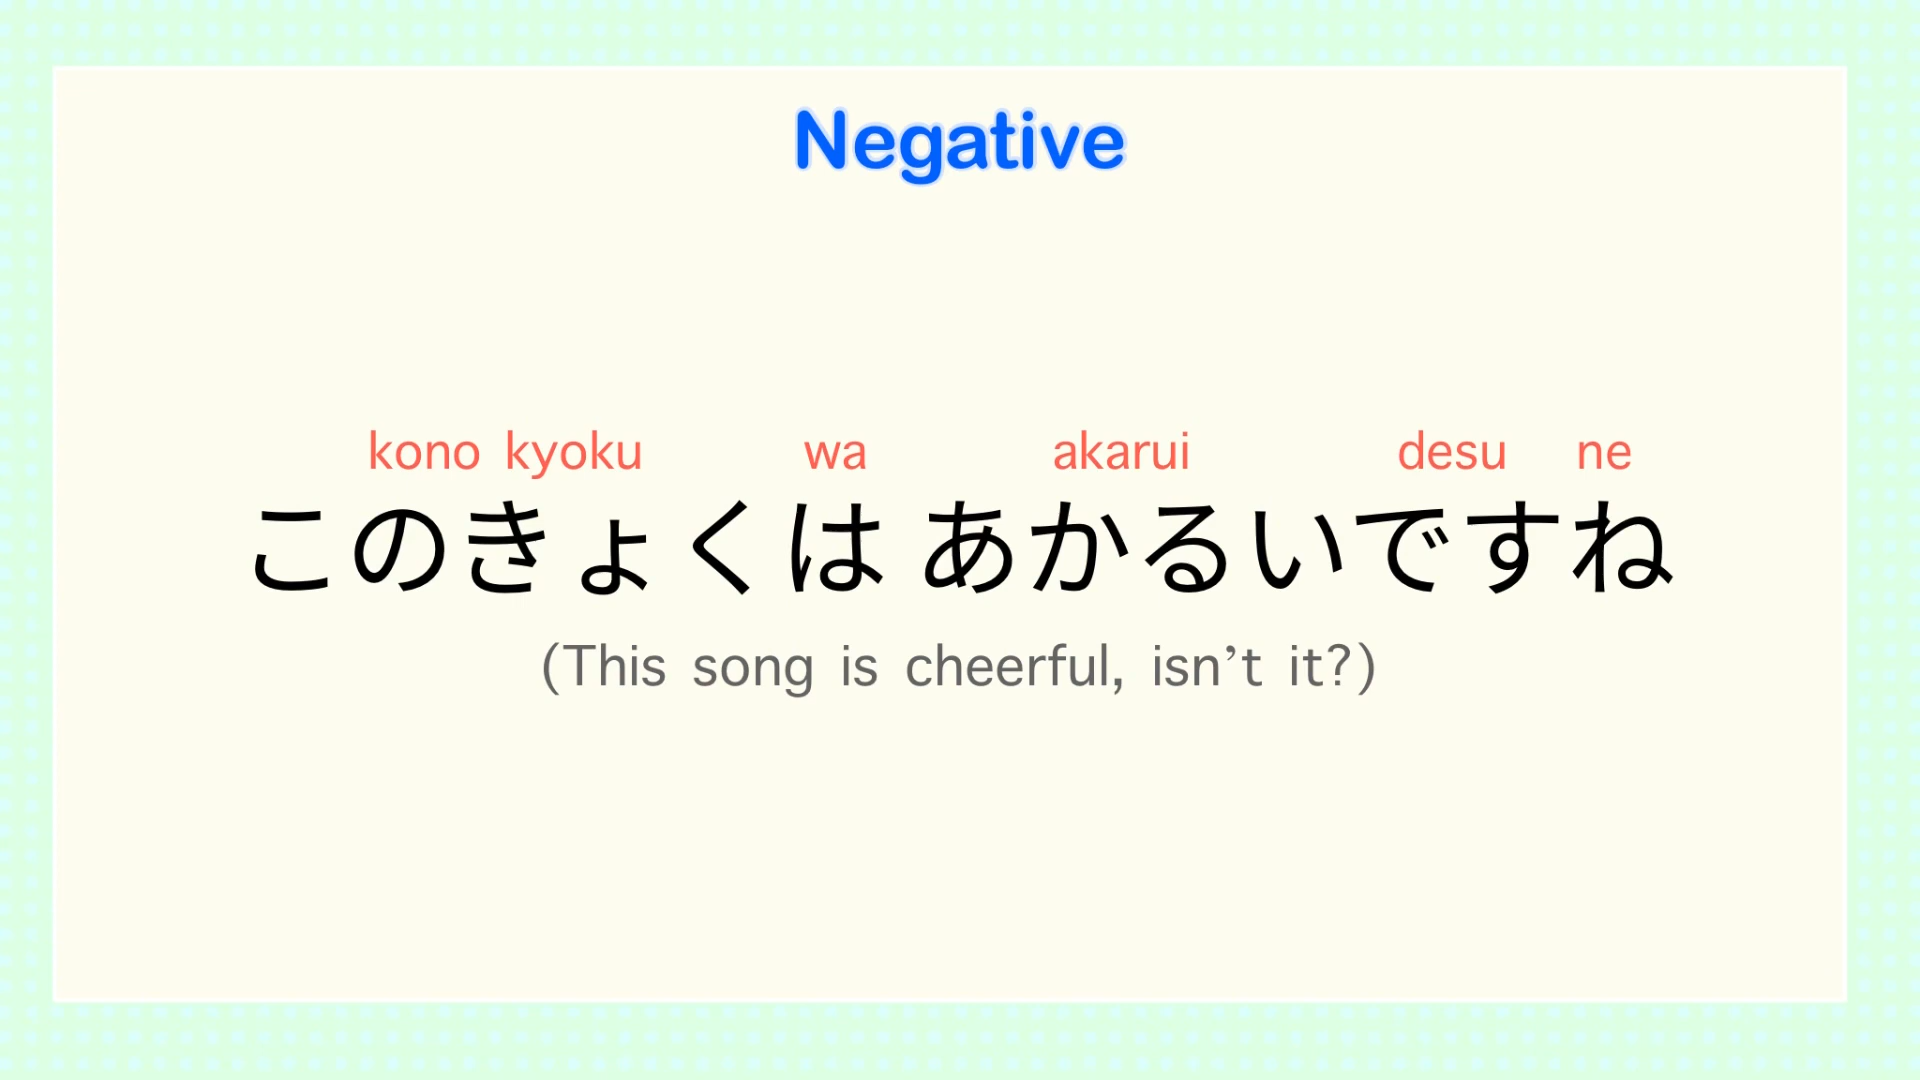 Negative
kono kyoku wa akarui desu ne
このきょくは あかるいですね
(This song is cheerful, isn’t it?)